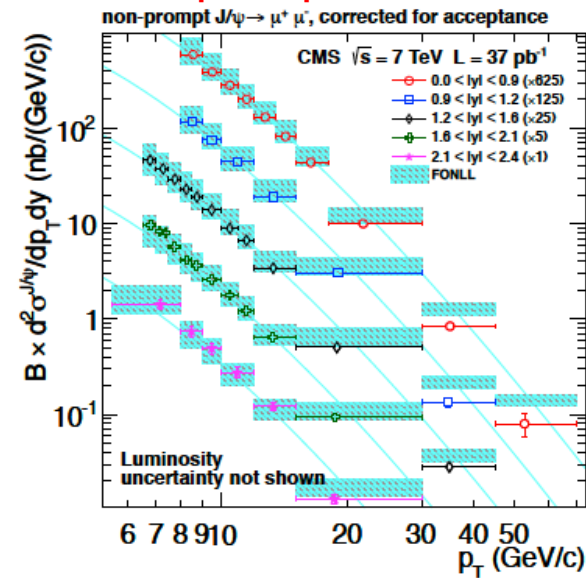 non-prompt J/ψ→ μ⁺ μ⁻, corrected for acceptance
CMS √s = 7 TeV L = 37 pb⁻¹
0.0 < |y| < 0.9 (×625)
0.9 < |y| < 1.2 (×125)
1.2 < |y| < 1.6 (×25)
1.6 < |y| < 2.1 (×5)
2.1 < |y| < 2.4 (×1)
FONLL
B × d²σ^J/ψ/dp_T dy (nb/(GeV/c))
10²
10
1
10⁻¹
Luminosity
uncertainty not shown
6 7 8 9 10 20 30 40 50
p_T (GeV/c)